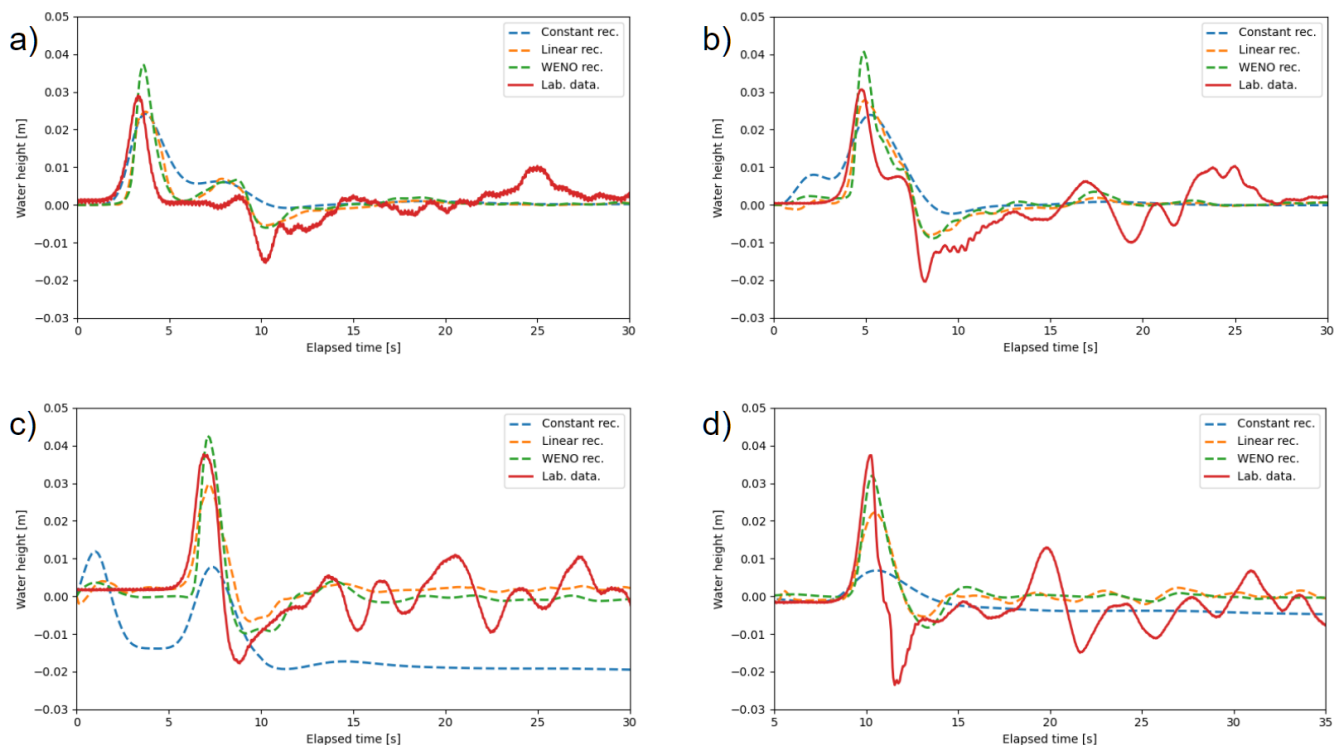 a)
0.05
0.04
0.03
0.02
0.01
0.00
−0.01
−0.02
−0.03
Water height [m]
Constant rec.
Linear rec.
WENO rec.
Lab. data.
0 5 10 15 20 25 30
Elapsed time [s]
b)
0.05
0.04
0.03
0.02
0.01
0.00
−0.01
−0.02
−0.03
Water height [m]
Constant rec.
Linear rec.
WENO rec.
Lab. data.
0 5 10 15 20 25 30
Elapsed time [s]
c)
0.05
0.04
0.03
0.02
0.01
0.00
−0.01
−0.02
−0.03
Water height [m]
Constant rec.
Linear rec.
WENO rec.
Lab. data.
0 5 10 15 20 25 30
Elapsed time [s]
d)
0.05
0.04
0.03
0.02
0.01
0.00
−0.01
−0.02
−0.03
Water height [m]
Constant rec.
Linear rec.
WENO rec.
Lab. data.
5 10 15 20 25 30 35
Elapsed time [s]